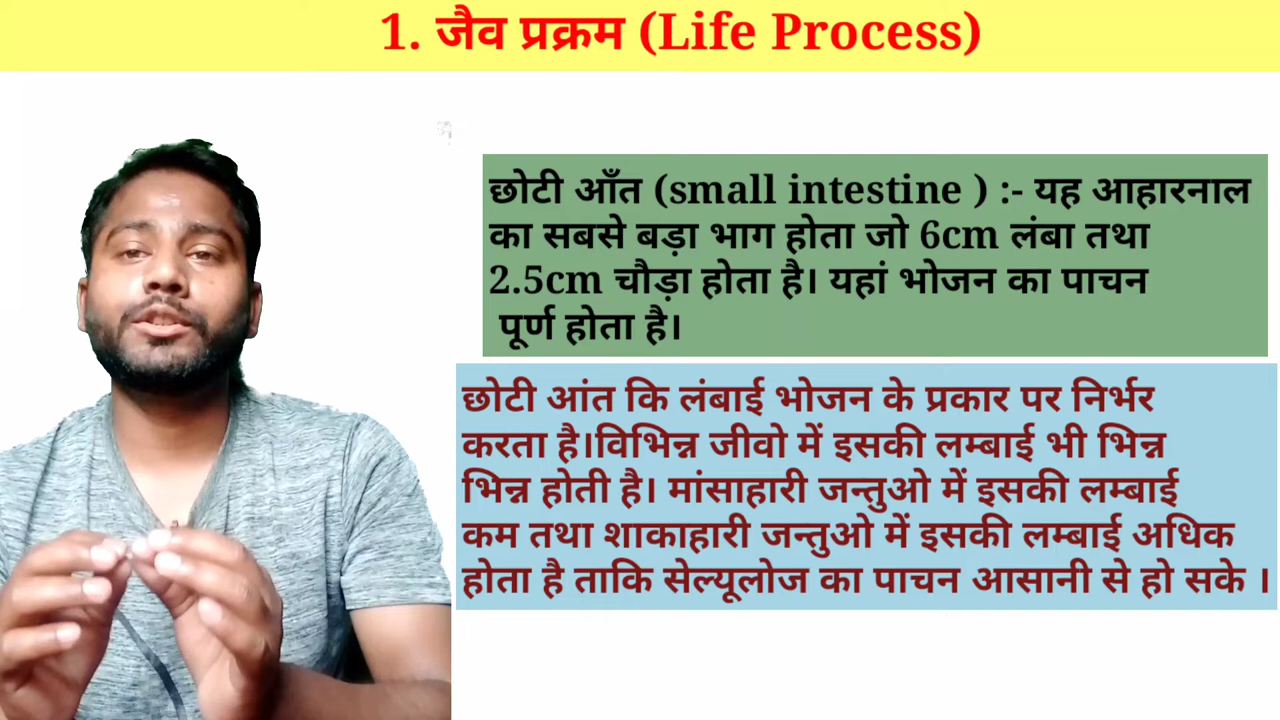 1. जैव प्रक्रम (Life Process)
छोटी आँत (small intestine ) :- यह आहारनाल
का सबसे बड़ा भाग होता जो 6cm लंबा तथा
2.5cm चौड़ा होता है। यहां भोजन का पाचन
पूर्ण होता है।
छोटी आंत कि लंबाई भोजन के प्रकार पर निर्भर
करता है।विभिन्न जीवो में इसकी लम्बाई भी भिन्न
भिन्न होती है। मांसाहारी जन्तुओ में इसकी लम्बाई
कम तथा शाकाहारी जन्तुओ में इसकी लम्बाई अधिक
होता है ताकि सेल्यूलोज का पाचन आसानी से हो सके ।